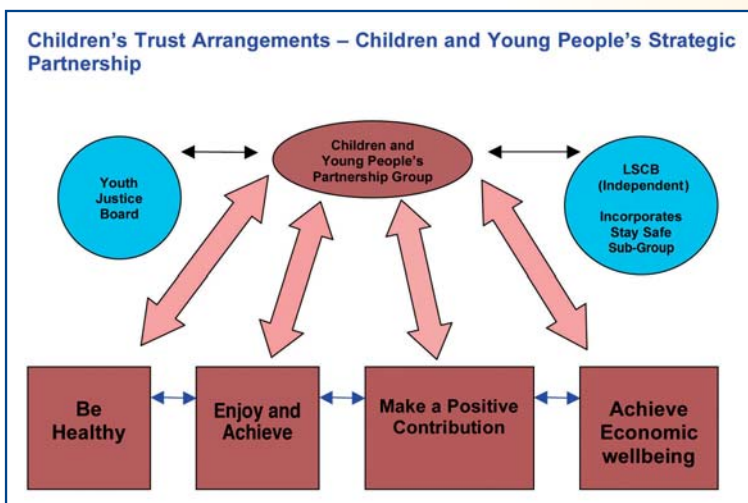 Children's Trust Arrangements – Children and Young People's Strategic
Partnership
Children and
Young People's
Partnership Group
Youth
Justice
Board
LSCB
(Independent)
Incorporates
Stay Safe
Sub-Group
Be
Healthy
Enjoy and
Achieve
Make a Positive
Contribution
Achieve
Economic
wellbeing